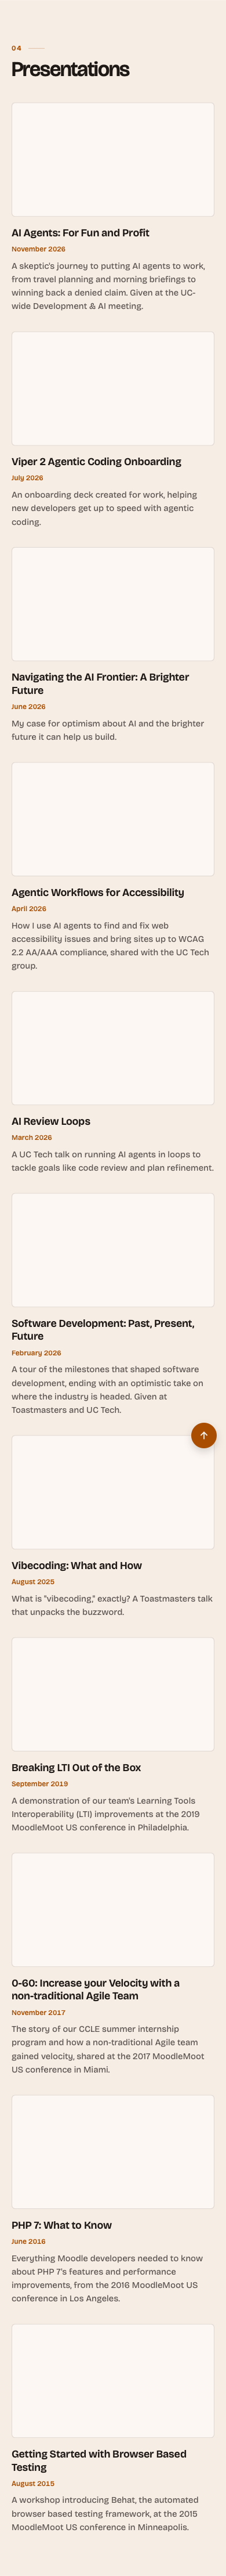 04
Presentations
AI Agents: For Fun and Profit
November 2026
A skeptic's journey to putting AI agents to work,
from travel planning and morning briefings to
winning back a denied claim. Given at the UC-
wide Development & AI meeting.
Viper 2 Agentic Coding Onboarding
July 2026
An onboarding deck created for work, helping
new developers get up to speed with agentic
coding.
Navigating the AI Frontier: A Brighter
Future
June 2026
My case for optimism about AI and the brighter
future it can help us build.
Agentic Workflows for Accessibility
April 2026
How I use AI agents to find and fix web
accessibility issues and bring sites up to WCAG
2.2 AA/AAA compliance, shared with the UC Tech
group.
AI Review Loops
March 2026
A UC Tech talk on running AI agents in loops to
tackle goals like code review and plan refinement.
Software Development: Past, Present,
Future
February 2026
A tour of the milestones that shaped software
development, ending with an optimistic take on
where the industry is headed. Given at
Toastmasters and UC Tech.
Vibecoding: What and How
August 2025
What is "vibecoding," exactly? A Toastmasters talk
that unpacks the buzzword.
Breaking LTI Out of the Box
September 2019
A demonstration of our team's Learning Tools
Interoperability (LTI) improvements at the 2019
MoodleMoot US conference in Philadelphia.
0-60: Increase your Velocity with a
non-traditional Agile Team
November 2017
The story of our CCLE summer internship
program and how a non-traditional Agile team
gained velocity, shared at the 2017 MoodleMoot
US conference in Miami.
PHP 7: What to Know
June 2016
Everything Moodle developers needed to know
about PHP 7's features and performance
improvements, from the 2016 MoodleMoot US
conference in Los Angeles.
Getting Started with Browser Based
Testing
August 2015
A workshop introducing Behat, the automated
browser based testing framework, at the 2015
MoodleMoot US conference in Minneapolis.